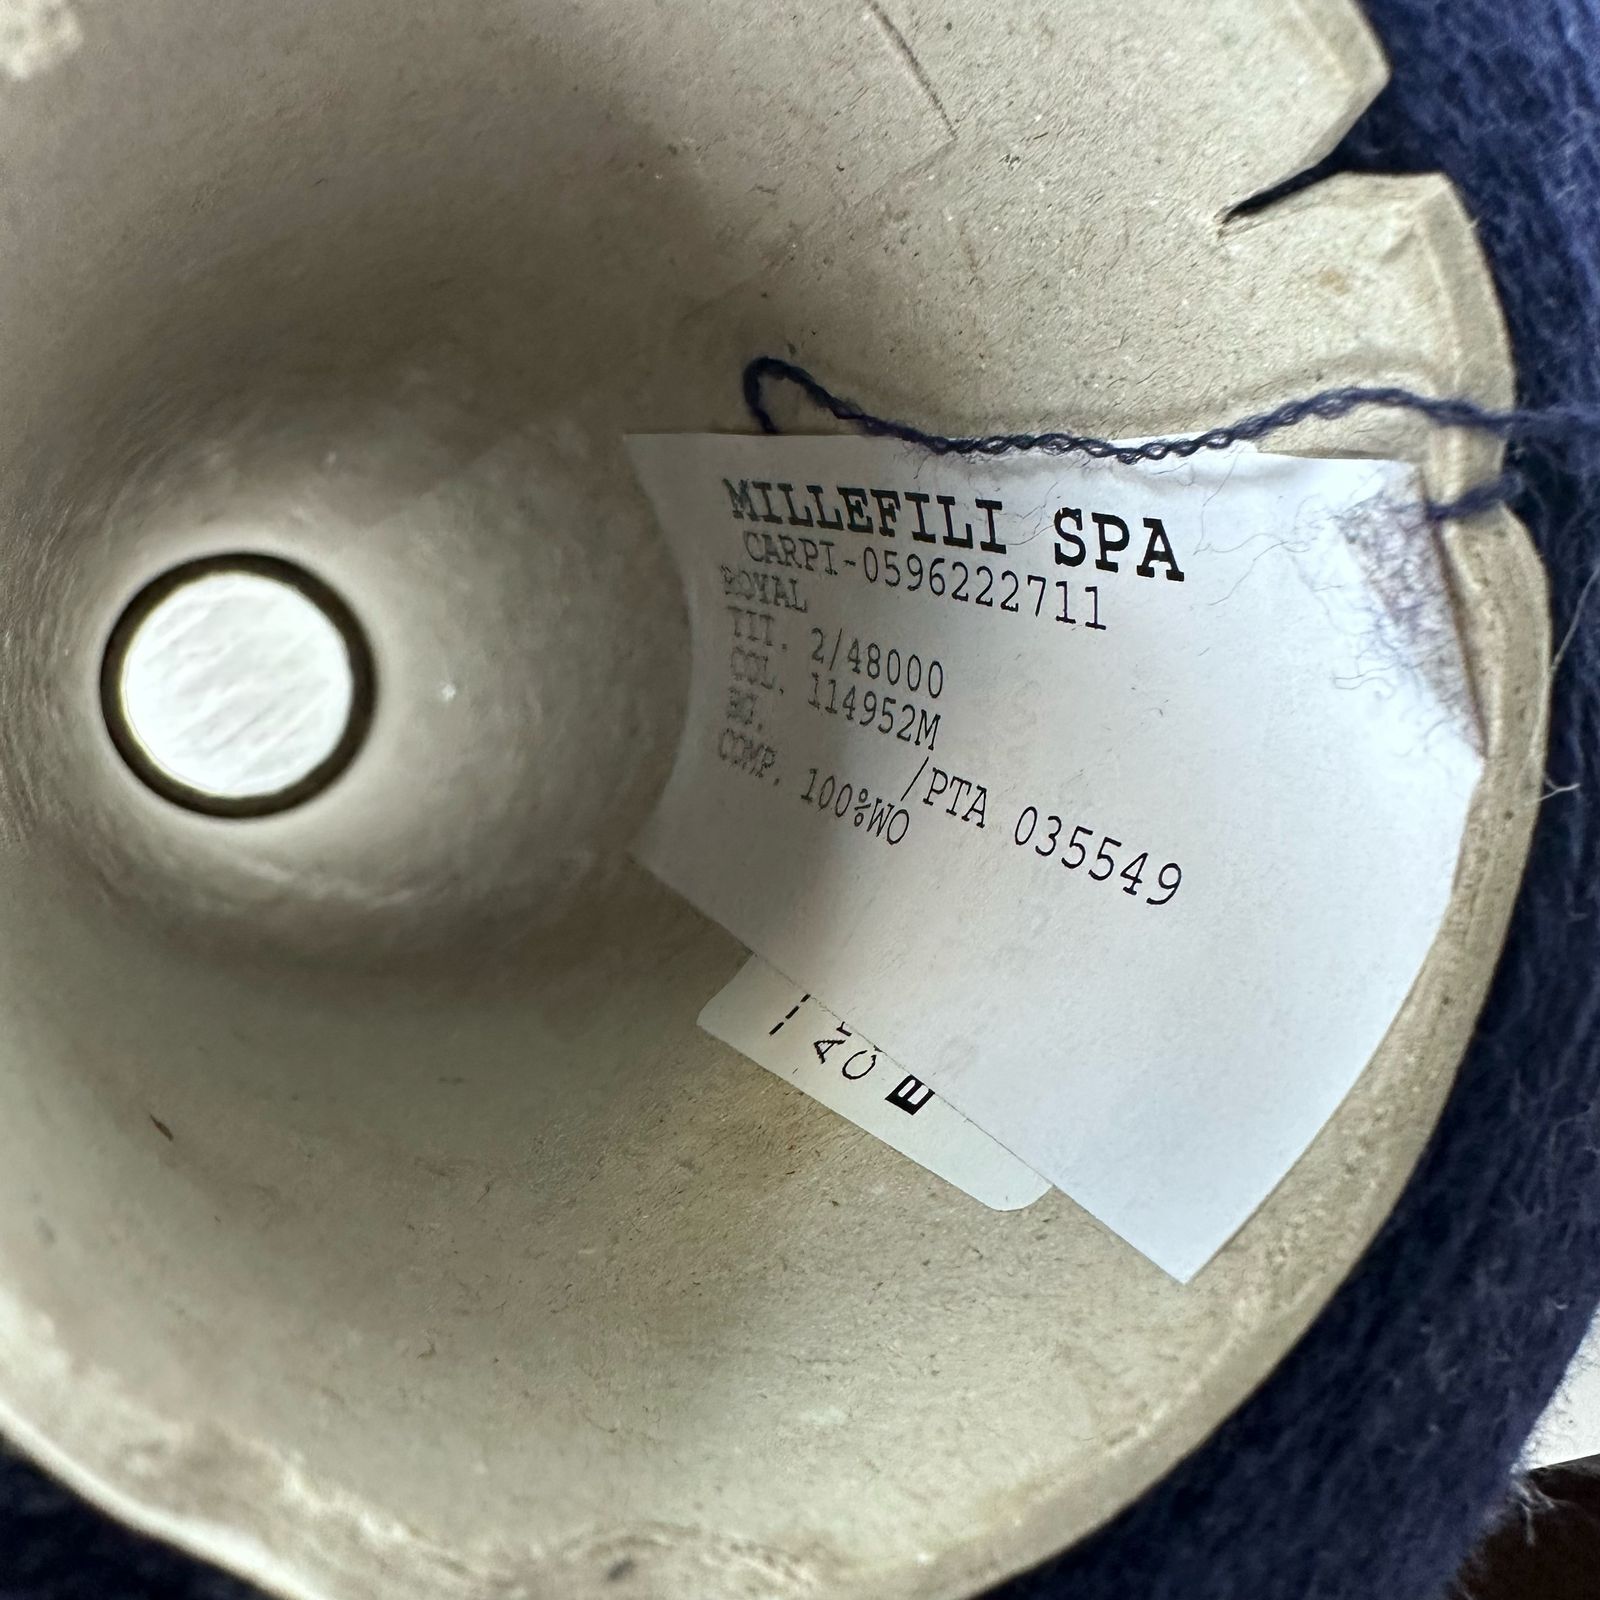 MILLEFILI SPA
CARPI-0596222711
ROYAL
TIT. 2/48000
COL. 114952M
/PTA 035549
COMP. 100%WO
E